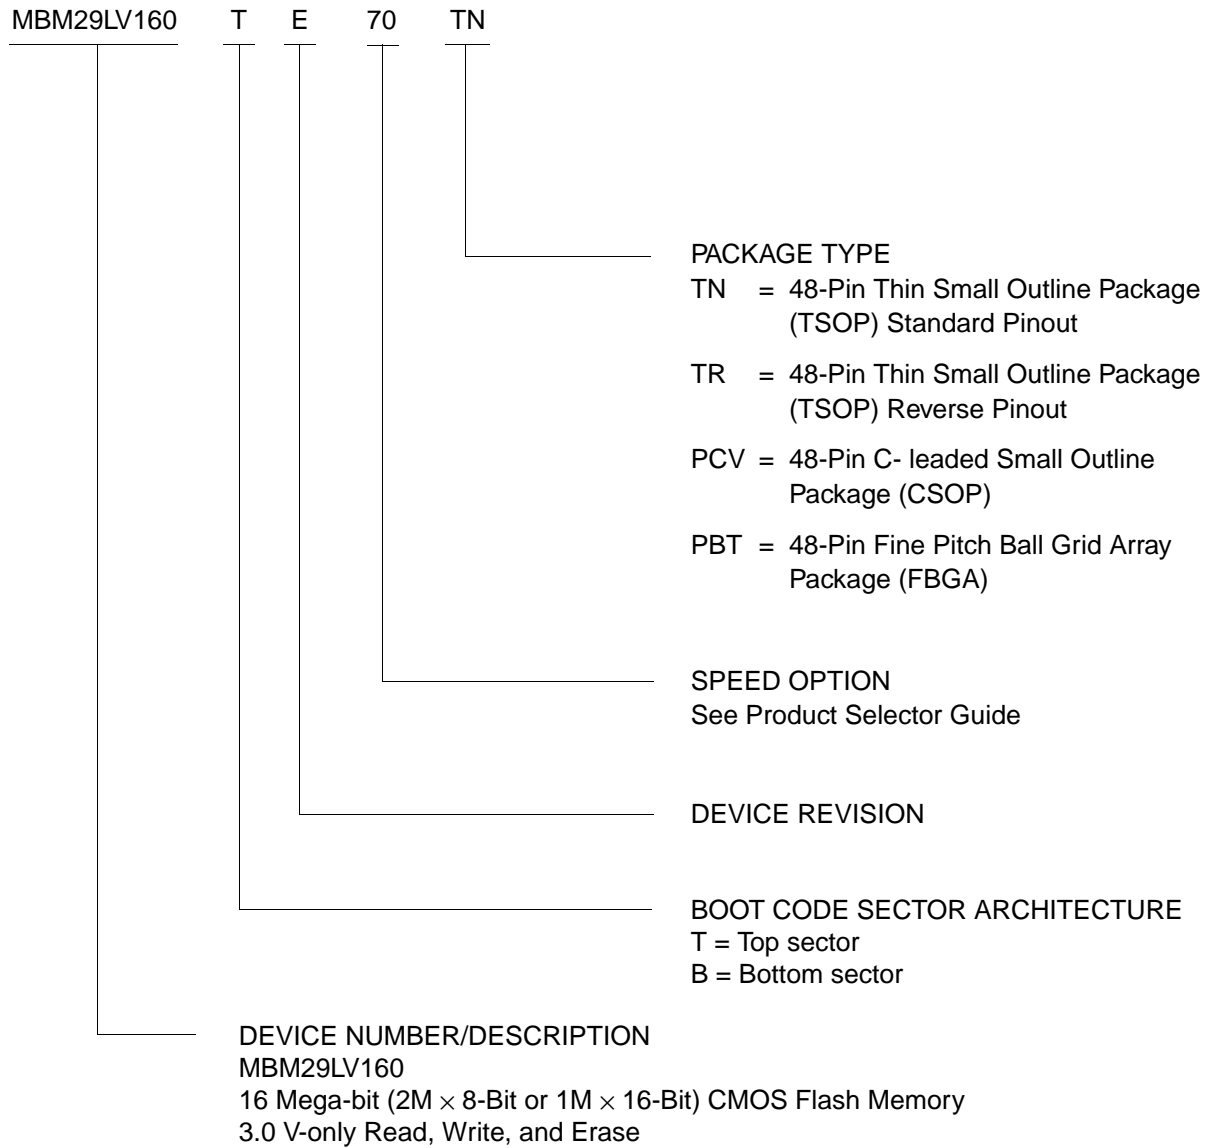 MBM29LV160 T E 70 TN
PACKAGE TYPE
TN = 48-Pin Thin Small Outline Package
(TSOP) Standard Pinout
TR = 48-Pin Thin Small Outline Package
(TSOP) Reverse Pinout
PCV = 48-Pin C- leaded Small Outline
Package (CSOP)
PBT = 48-Pin Fine Pitch Ball Grid Array
Package (FBGA)
SPEED OPTION
See Product Selector Guide
DEVICE REVISION
BOOT CODE SECTOR ARCHITECTURE
T = Top sector
B = Bottom sector
DEVICE NUMBER/DESCRIPTION
MBM29LV160
16 Mega-bit (2M × 8-Bit or 1M × 16-Bit) CMOS Flash Memory
3.0 V-only Read, Write, and Erase